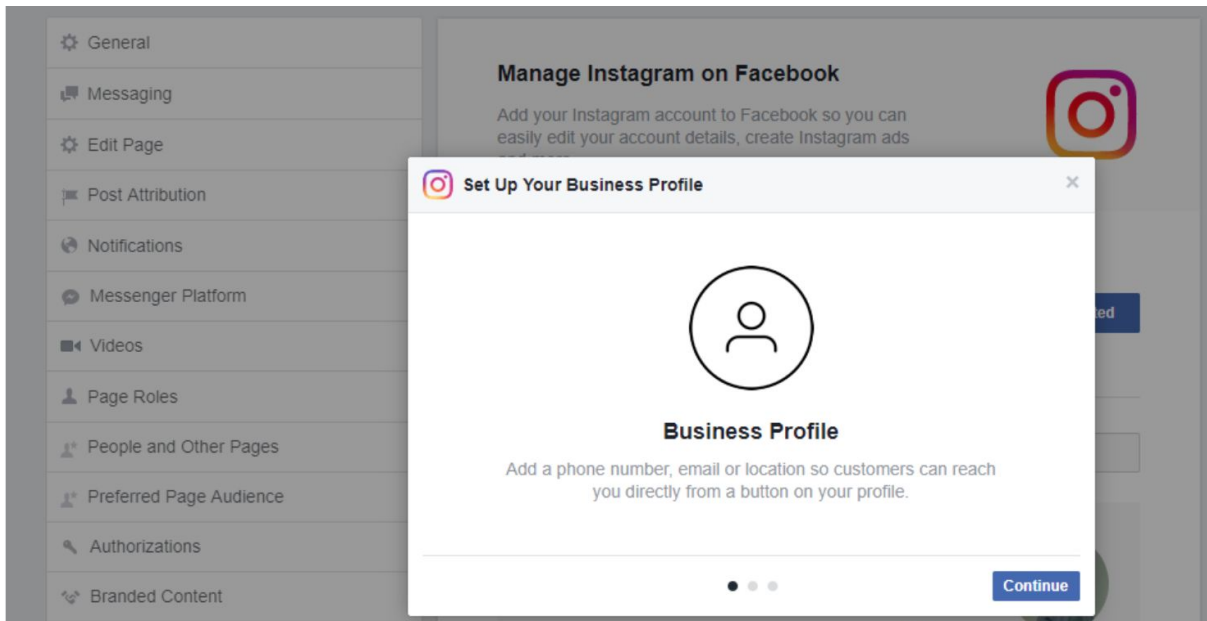 General
Messaging
Edit Page
Post Attribution
Notifications
Messenger Platform
Videos
Page Roles
People and Other Pages
Preferred Page Audience
Authorizations
Branded Content
Manage Instagram on Facebook
Add your Instagram account to Facebook so you can
easily edit your account details, create Instagram ads
Set Up Your Business Profile
Business Profile
Add a phone number, email or location so customers can reach
you directly from a button on your profile.
Continue